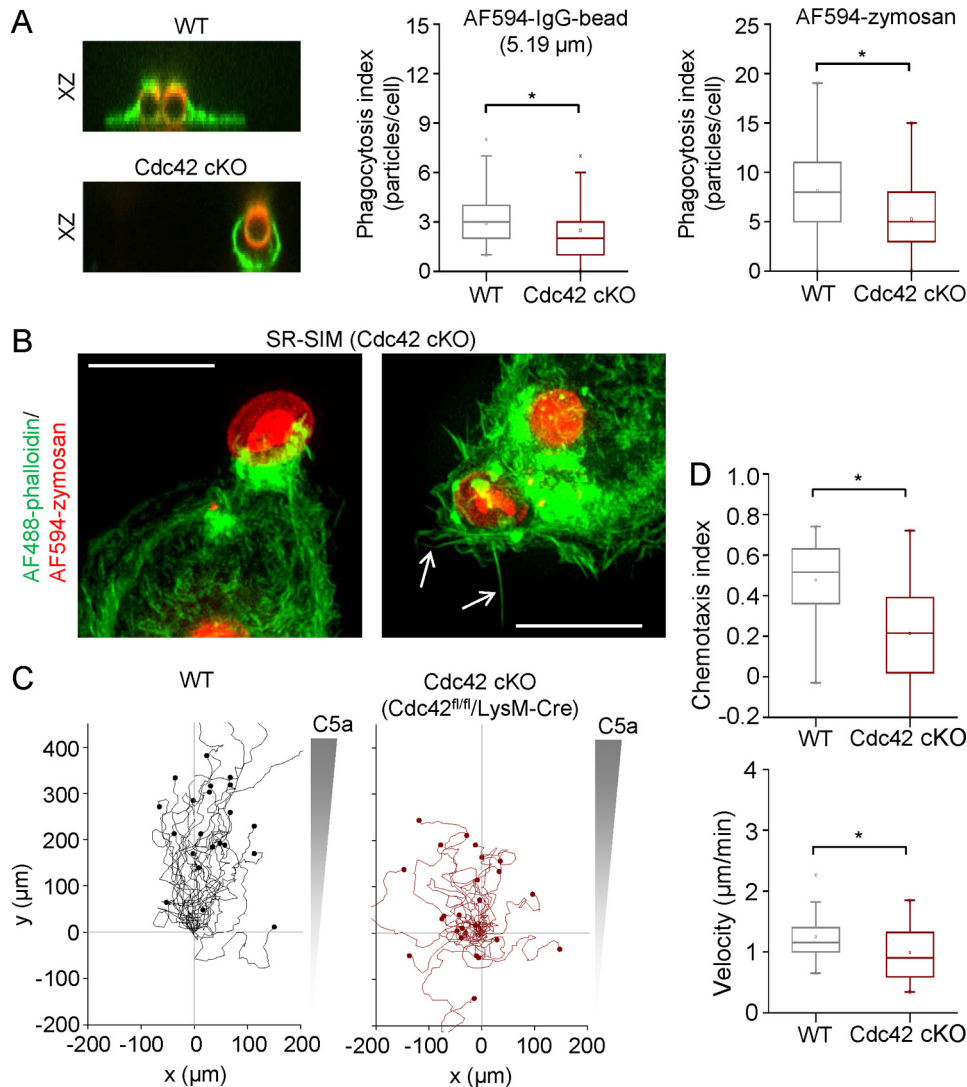 A
WT
XZ
Cdc42 cKO
XZ
AF594-IgG-bead
(5.19 µm)
Phagocytosis index
(particles/cell)
15
12
9
6
3
0
*
WT
Cdc42 cKO
AF594-zymosan
Phagocytosis index
(particles/cell)
25
20
15
10
5
0
*
WT
Cdc42 cKO
B
SR-SIM (Cdc42 cKO)
AF488-phalloidin/
AF594-zymosan
C
WT
C5a
y (µm)
400
300
200
100
0
-100
-200
-200
-100
0
100
200
x (µm)
Cdc42 cKO
(Cdc42fl/fl/LysM-Cre)
C5a
-200
-100
0
100
200
x (µm)
D
Chemotaxis index
1.0
0.8
0.6
0.4
0.2
0
-0.2
*
WT
Cdc42 cKO
Velocity (µm/min)
4
3
2
1
0
*
WT
Cdc42 cKO